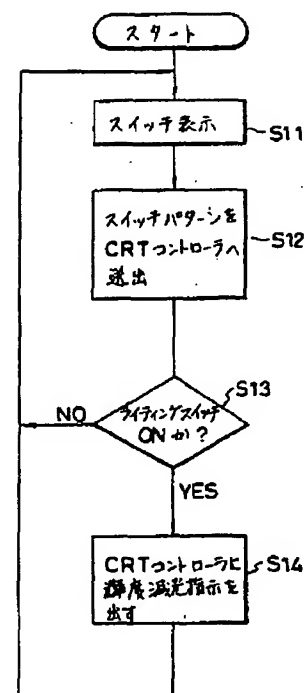 スタート
スイッチ表示
S11
スイッチパターンを
CRTコントローラへ
送出
S12
ライティングスイッチ
ONか?
S13
NO
YES
CRTコントローラに
輝度減光指示を
出す
S14